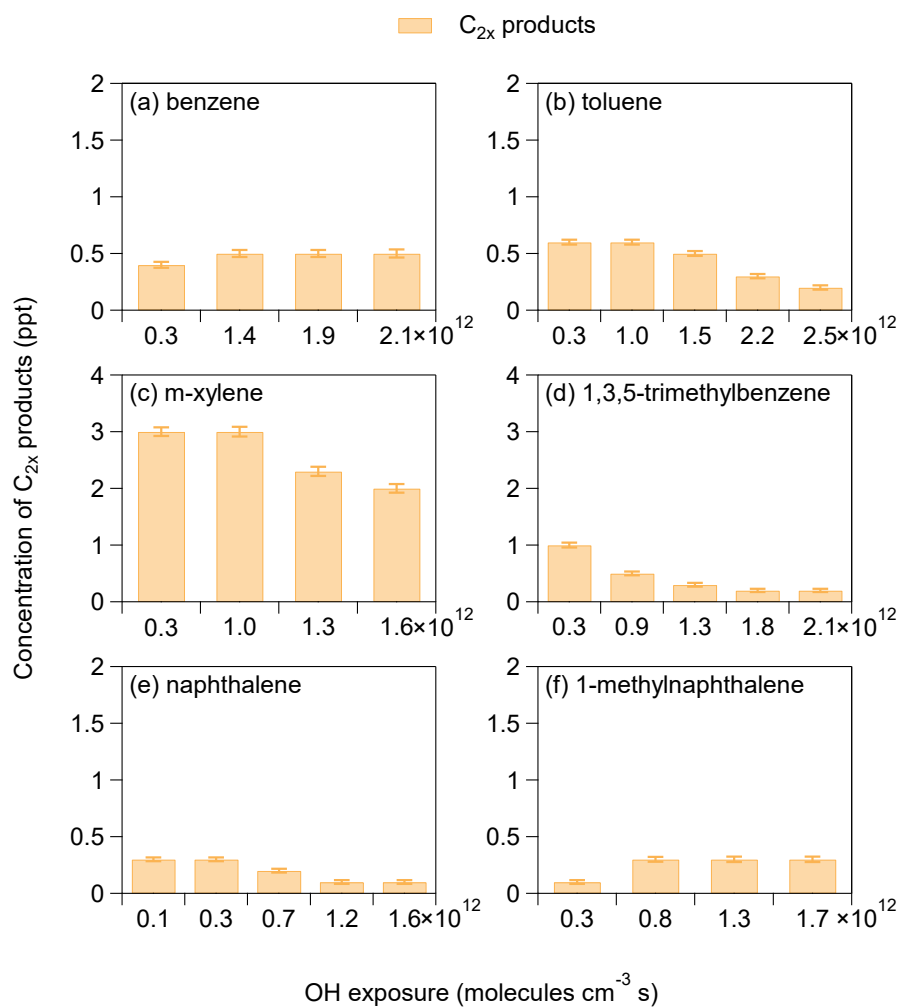 C2x products
Concentration of C2x products (ppt)
(a) benzene
2
1.5
1
0.5
0
0.3 1.4 1.9 2.1×10^12
(b) toluene
2
1.5
1
0.5
0
0.3 1.0 1.5 2.2 2.5×10^12
(c) m-xylene
4
3
2
1
0
0.3 1.0 1.3 1.6×10^12
(d) 1,3,5-trimethylbenzene
4
3
2
1
0
0.3 0.9 1.3 1.8 2.1×10^12
(e) naphthalene
2
1.5
1
0.5
0
0.1 0.3 0.7 1.2 1.6×10^12
(f) 1-methylnaphthalene
2
1.5
1
0.5
0
0.3 0.8 1.3 1.7 ×10^12
OH exposure (molecules cm^-3 s)